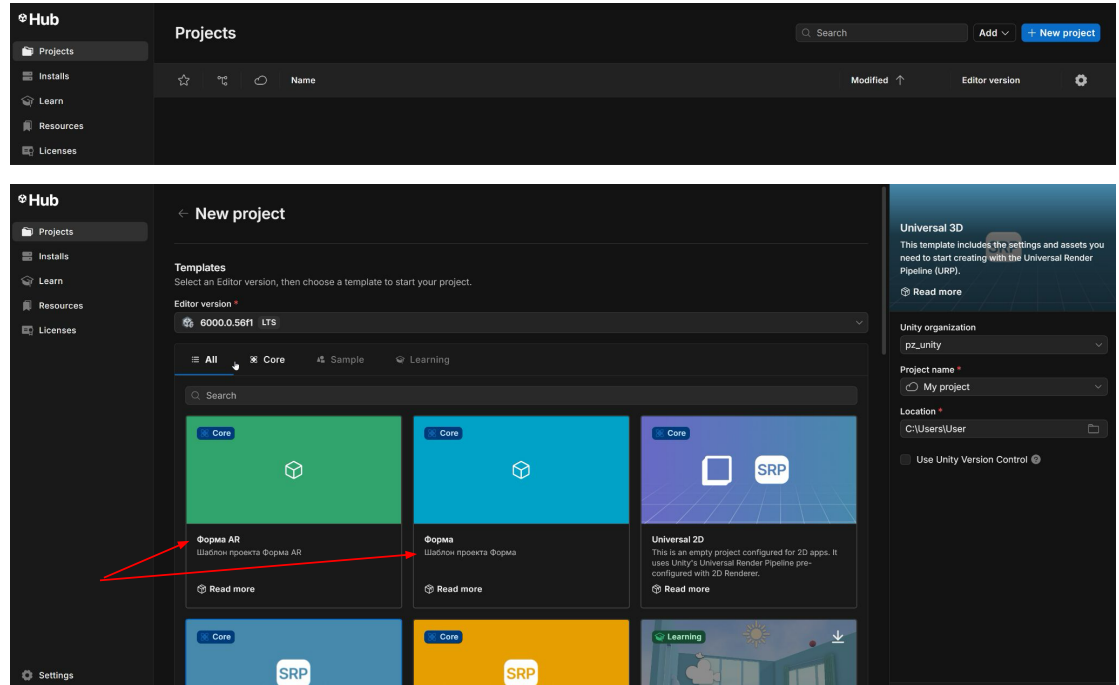 Hub
Projects
Installs
Learn
Resources
Licenses
Projects
Search
Add
+ New project
Name
Modified
Editor version
Hub
Projects
Installs
Learn
Resources
Licenses
Settings
← New project
Templates
Select an Editor version, then choose a template to start your project.
Editor version *
6000.0.56f1 LTS
All
Core
Sample
Learning
Search
Core
Форма AR
Шаблон проекта Форма AR
Read more
Core
Форма
Шаблон проекта Форма
Read more
Core
SRP
Universal 2D
This is an empty project configured for 2D apps. It
uses Unity's Universal Render Pipeline pre-
configured with 2D Renderer.
Read more
Core
SRP
Core
SRP
Learning
SRP
Universal 3D
This template includes the settings and assets you
need to start creating with the Universal Render
Pipeline (URP).
Read more
Unity organization
pz_unity
Project name *
My project
Location *
C:\Users\User
Use Unity Version Control